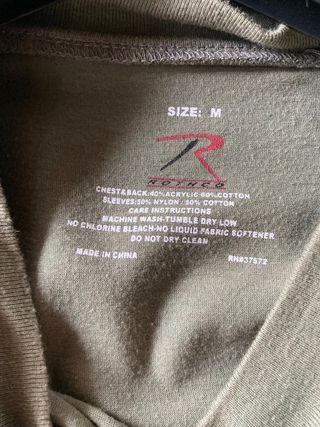 SIZE: M
R
ROTHCO
CHEST&BACK:40%ACRYLIC-60%COTTON
SLEEVES:50% NYLON / 50% COTTON
CARE INSTRUCTIONS
MACHINE WASH-TUMBLE DRY LOW
NO CHLORINE BLEACH-NO LIQUID FABRIC SOFTENER
DO NOT DRY CLEAN
MADE IN CHINA
RN#37572